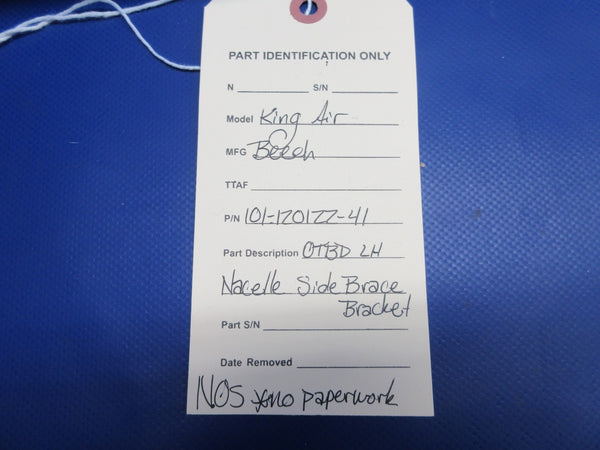 PART IDENTIFICATION ONLY
N S/N
Model King Air
MFG Beech
TTAF
P/N 101-120122-41
Part Description OTBD LH
Nacelle Side Brace
Bracket
Part S/N
Date Removed
NOS no paperwork